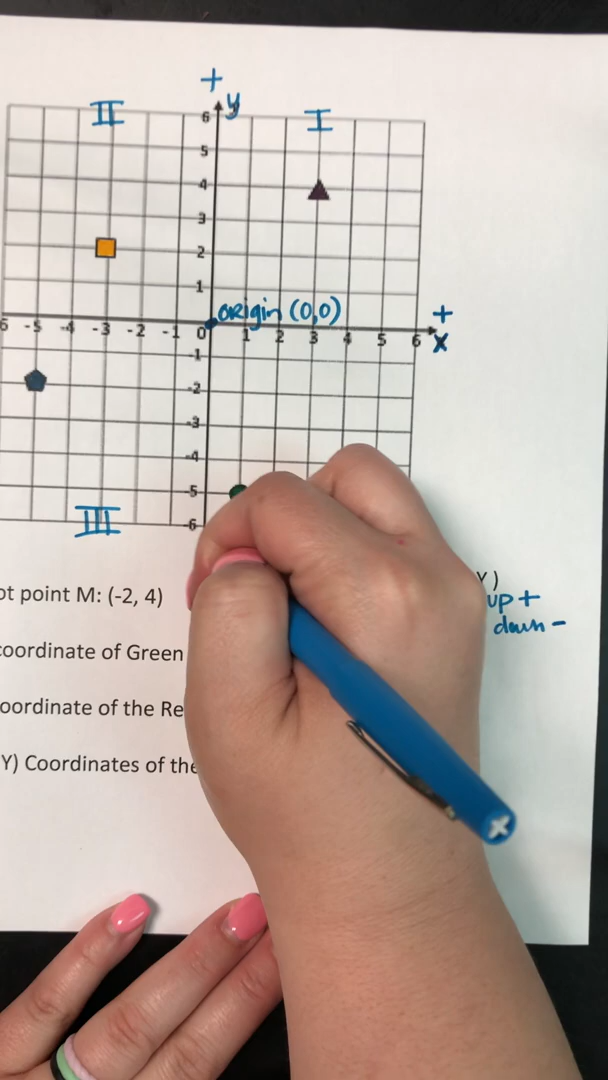 +
II
6
y
I
5
4
3
2
1
origin (0,0)
+
6 -5 -4 -3 -2 -1 0 1 2 3 4 5 6 x
-1
-2
-3
-4
-5
III
-6
ot point M: (-2, 4)
Y)
up +
down -
coordinate of Green
oordinate of the Re
Y) Coordinates of the